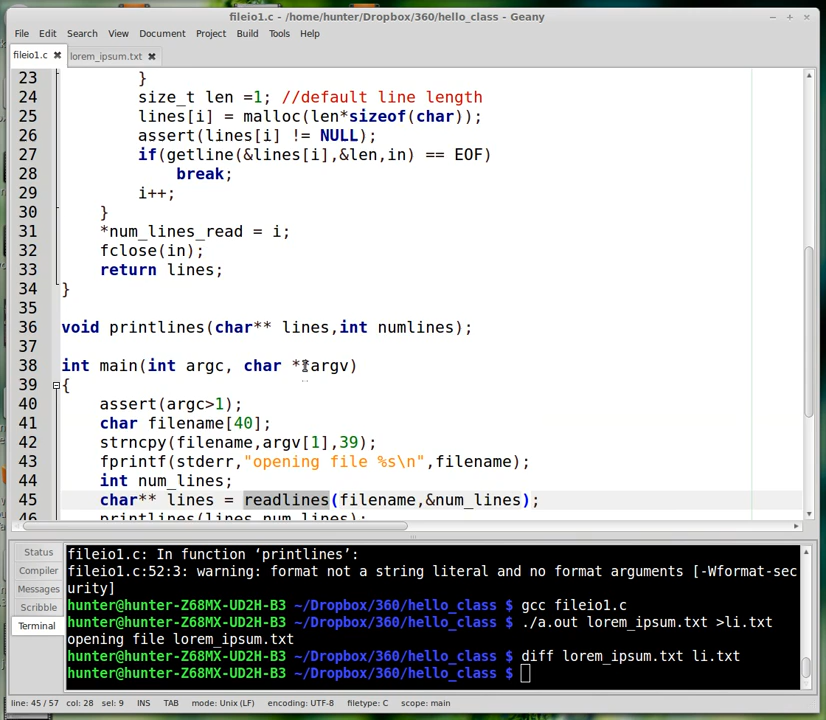 fileio1.c - /home/hunter/Dropbox/360/hello_class - Geany
File Edit Search View Document Project Build Tools Help
fileio1.c lorem_ipsum.txt
23 }
24 size_t len =1; //default line length
25 lines[i] = malloc(len*sizeof(char));
26 assert(lines[i] != NULL);
27 if(getline(&lines[i],&len,in) == EOF)
28 break;
29 i++;
30 }
31 *num_lines_read = i;
32 fclose(in);
33 return lines;
34 }
35
36 void printlines(char** lines,int numlines);
37
38 int main(int argc, char **argv)
39 {
40 assert(argc>1);
41 char filename[40];
42 strncpy(filename,argv[1],39);
43 fprintf(stderr,"opening file %s\n",filename);
44 int num_lines;
45 char** lines = readlines(filename,&num_lines);
46 printlines(lines,num_lines);
Status
Compiler
Messages
Scribble
Terminal
fileio1.c: In function ‘printlines’:
fileio1.c:52:3: warning: format not a string literal and no format arguments [-Wformat-sec
urity]
hunter@hunter-Z68MX-UD2H-B3 ~/Dropbox/360/hello_class $ gcc fileio1.c
hunter@hunter-Z68MX-UD2H-B3 ~/Dropbox/360/hello_class $ ./a.out lorem_ipsum.txt >li.txt
opening file lorem_ipsum.txt
hunter@hunter-Z68MX-UD2H-B3 ~/Dropbox/360/hello_class $ diff lorem_ipsum.txt li.txt
hunter@hunter-Z68MX-UD2H-B3 ~/Dropbox/360/hello_class $
line: 45 / 57 col: 28 sel: 9 INS TAB mode: Unix (LF) encoding: UTF-8 filetype: C scope: main